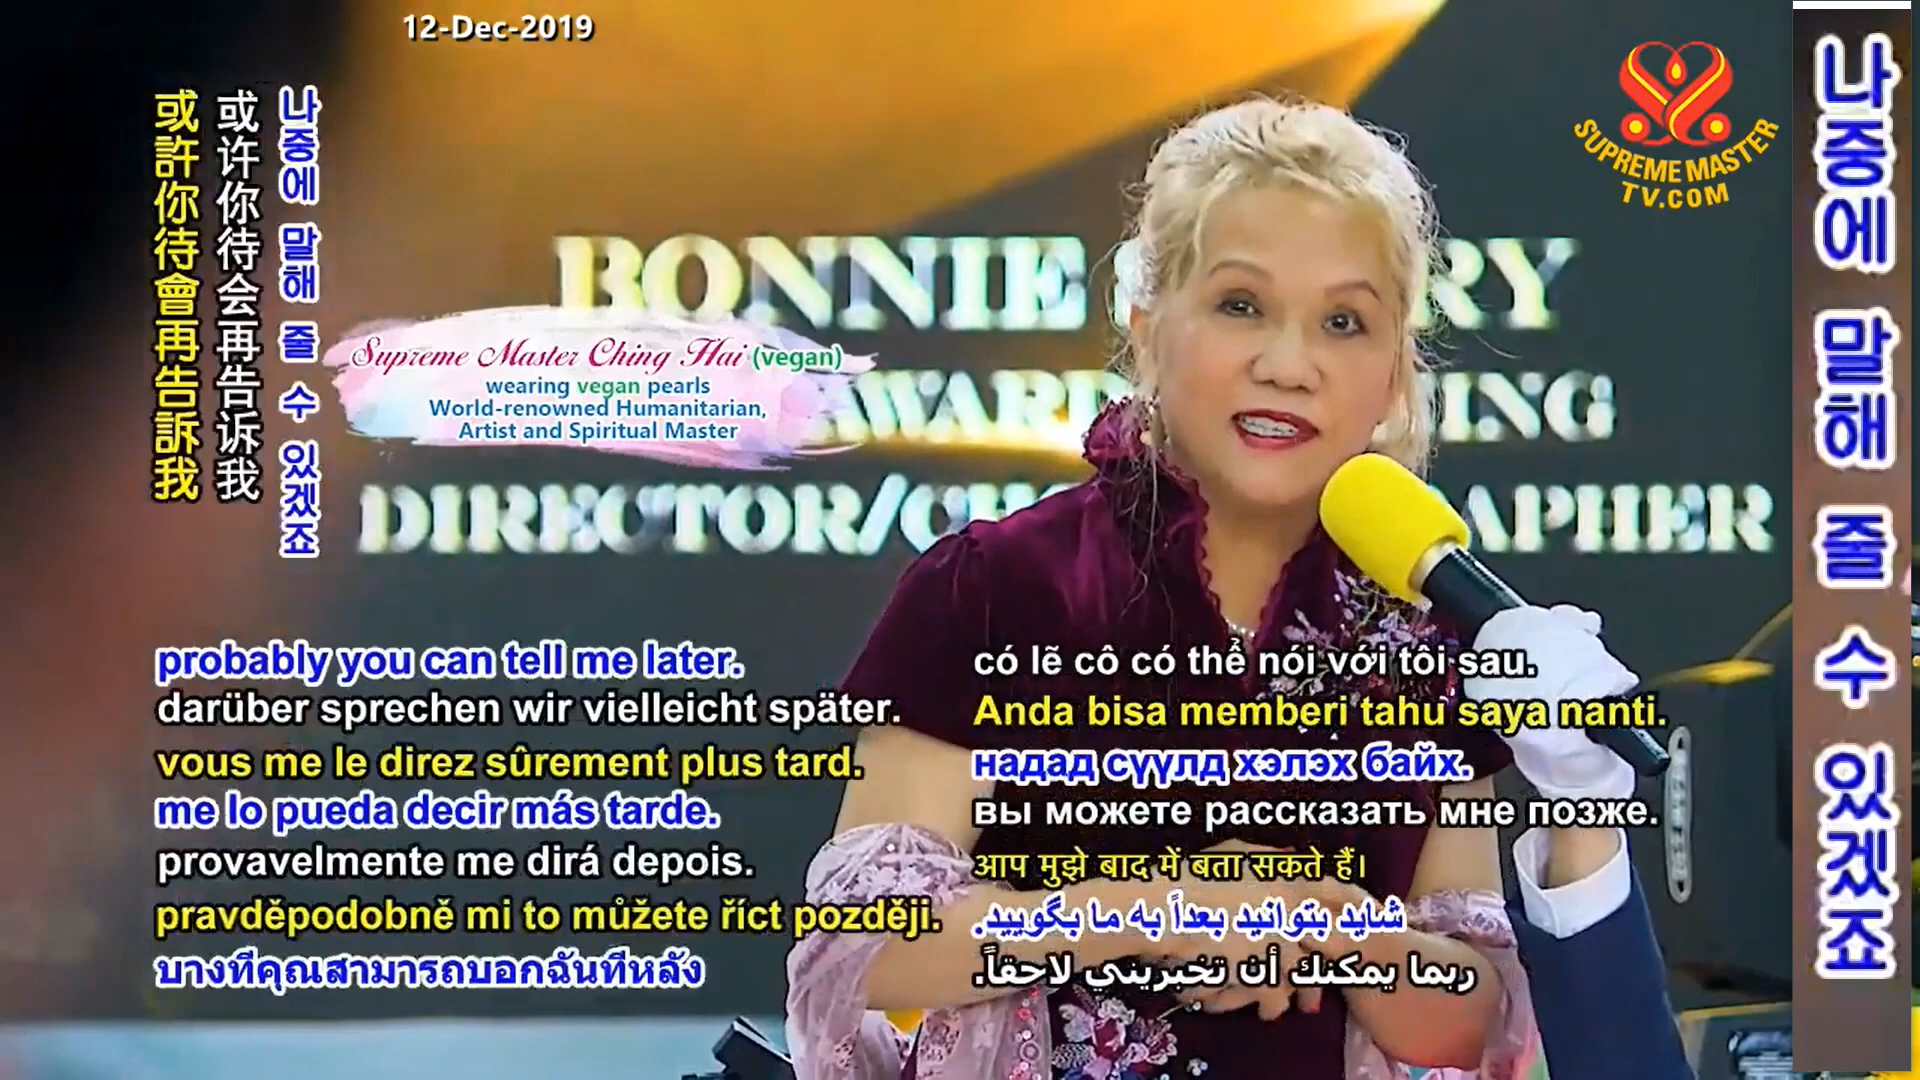 12-Dec-2019
SUPREME MASTER
TV.COM
나중에 말해 줄 수 있겠죠
或许你待会再告诉我
或許你待會再告訴我
BONNIE RY
Supreme Master Ching Hai (vegan)
wearing vegan pearls
World-renowned Humanitarian,
Artist and Spiritual Master
AWARD ING
DIRECTOR/CHO APHER
probably you can tell me later.
darüber sprechen wir vielleicht später.
vous me le direz sûrement plus tard.
me lo pueda decir más tarde.
provavelmente me dirá depois.
pravděpodobně mi to můžete říct později.
บางทีคุณสามารถบอกฉันทีหลัง
có lẽ cô có thể nói với tôi sau.
Anda bisa memberi tahu saya nanti.
надад сүүлд хэлэх байх.
вы можете рассказать мне позже.
आप मुझे बाद में बता सकते हैं।
شاید بتوانید بعداً به ما بگویید.
ربما يمكنك أن تخبريني لاحقاً.
나중에 말해 줄 수 있겠죠